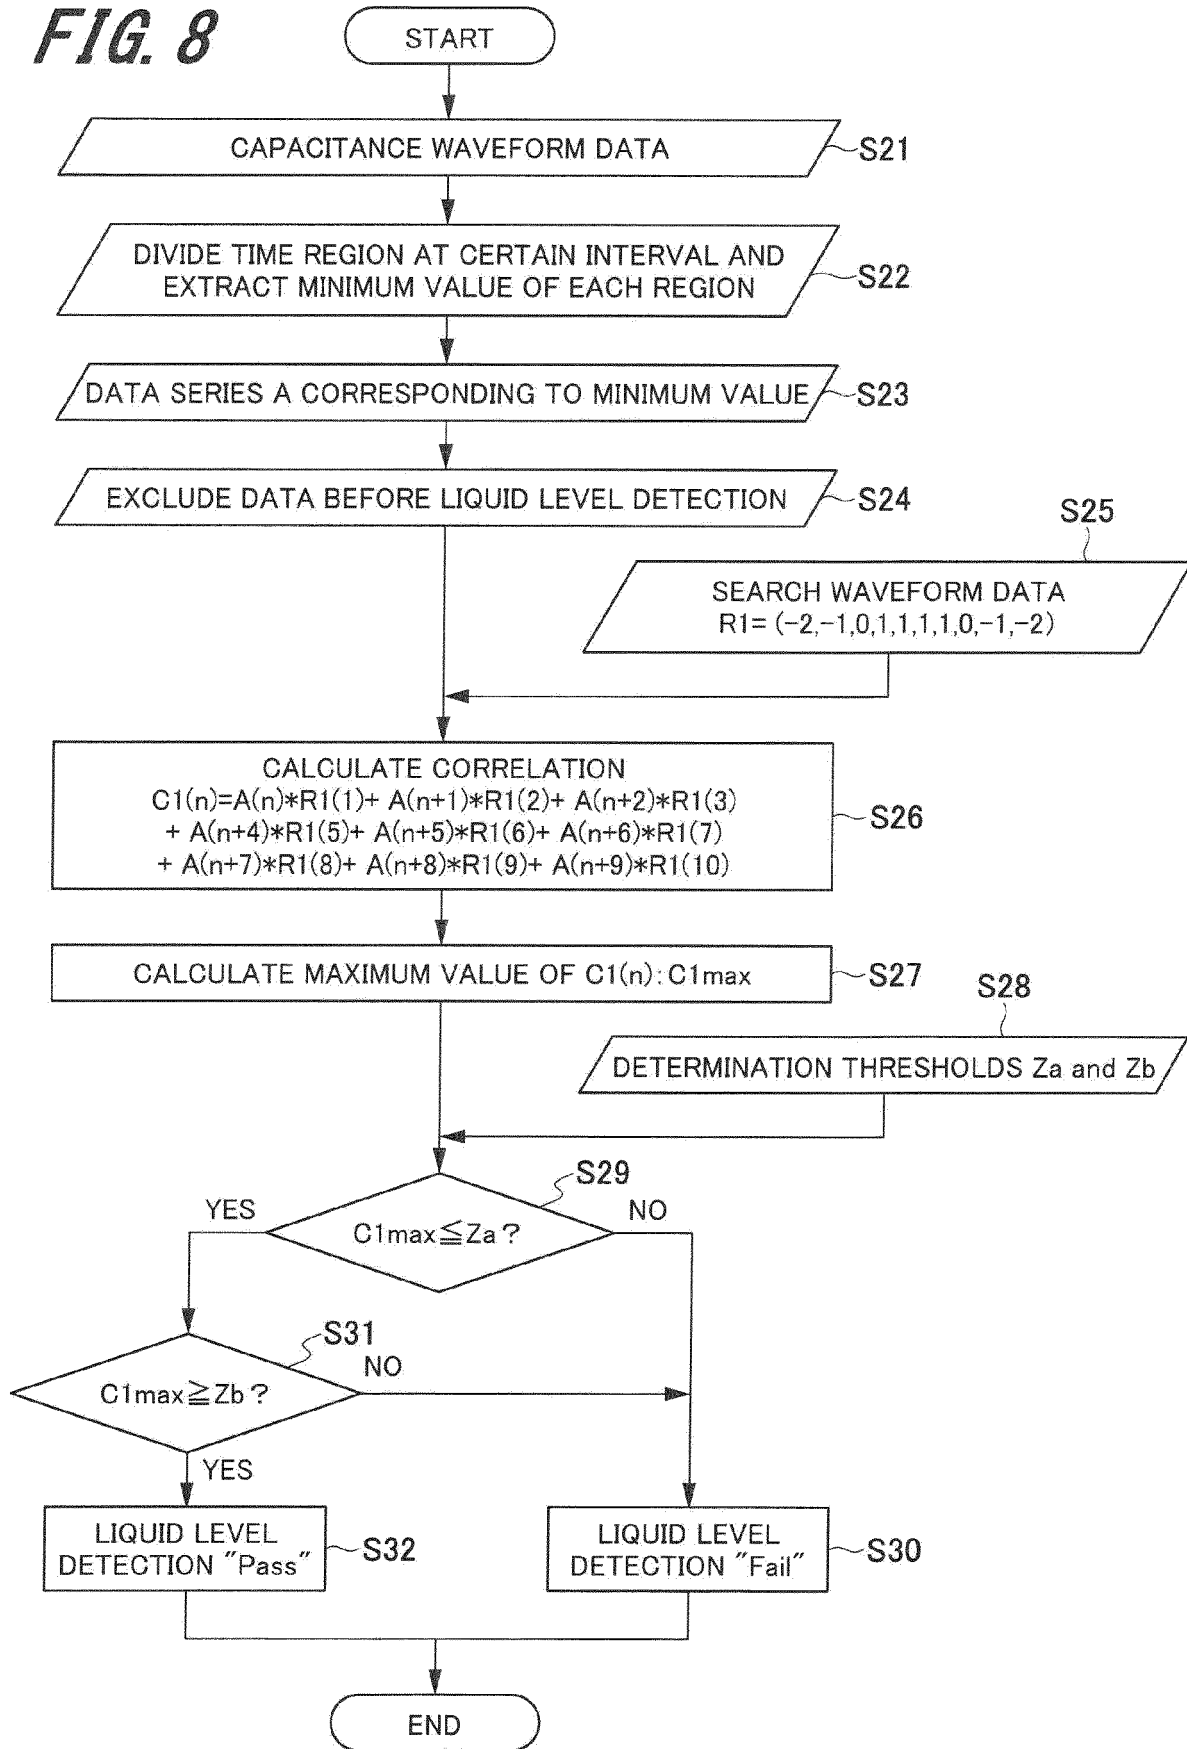 FIG. 8
START
CAPACITANCE WAVEFORM DATA
S21
DIVIDE TIME REGION AT CERTAIN INTERVAL AND
EXTRACT MINIMUM VALUE OF EACH REGION
S22
DATA SERIES A CORRESPONDING TO MINIMUM VALUE
S23
EXCLUDE DATA BEFORE LIQUID LEVEL DETECTION
S24
S25
SEARCH WAVEFORM DATA
R1= (-2,-1,0,1,1,1,1,0,-1,-2)
CALCULATE CORRELATION
C1(n)=A(n)*R1(1)+ A(n+1)*R1(2)+ A(n+2)*R1(3)
+ A(n+4)*R1(5)+ A(n+5)*R1(6)+ A(n+6)*R1(7)
+ A(n+7)*R1(8)+ A(n+8)*R1(9)+ A(n+9)*R1(10)
S26
CALCULATE MAXIMUM VALUE OF C1(n):C1max
S27
S28
DETERMINATION THRESHOLDS Za and Zb
S29
YES
C1max≦Za?
NO
S31
C1max≧Zb?
NO
YES
LIQUID LEVEL
DETECTION "Pass"
S32
LIQUID LEVEL
DETECTION "Fail"
S30
END